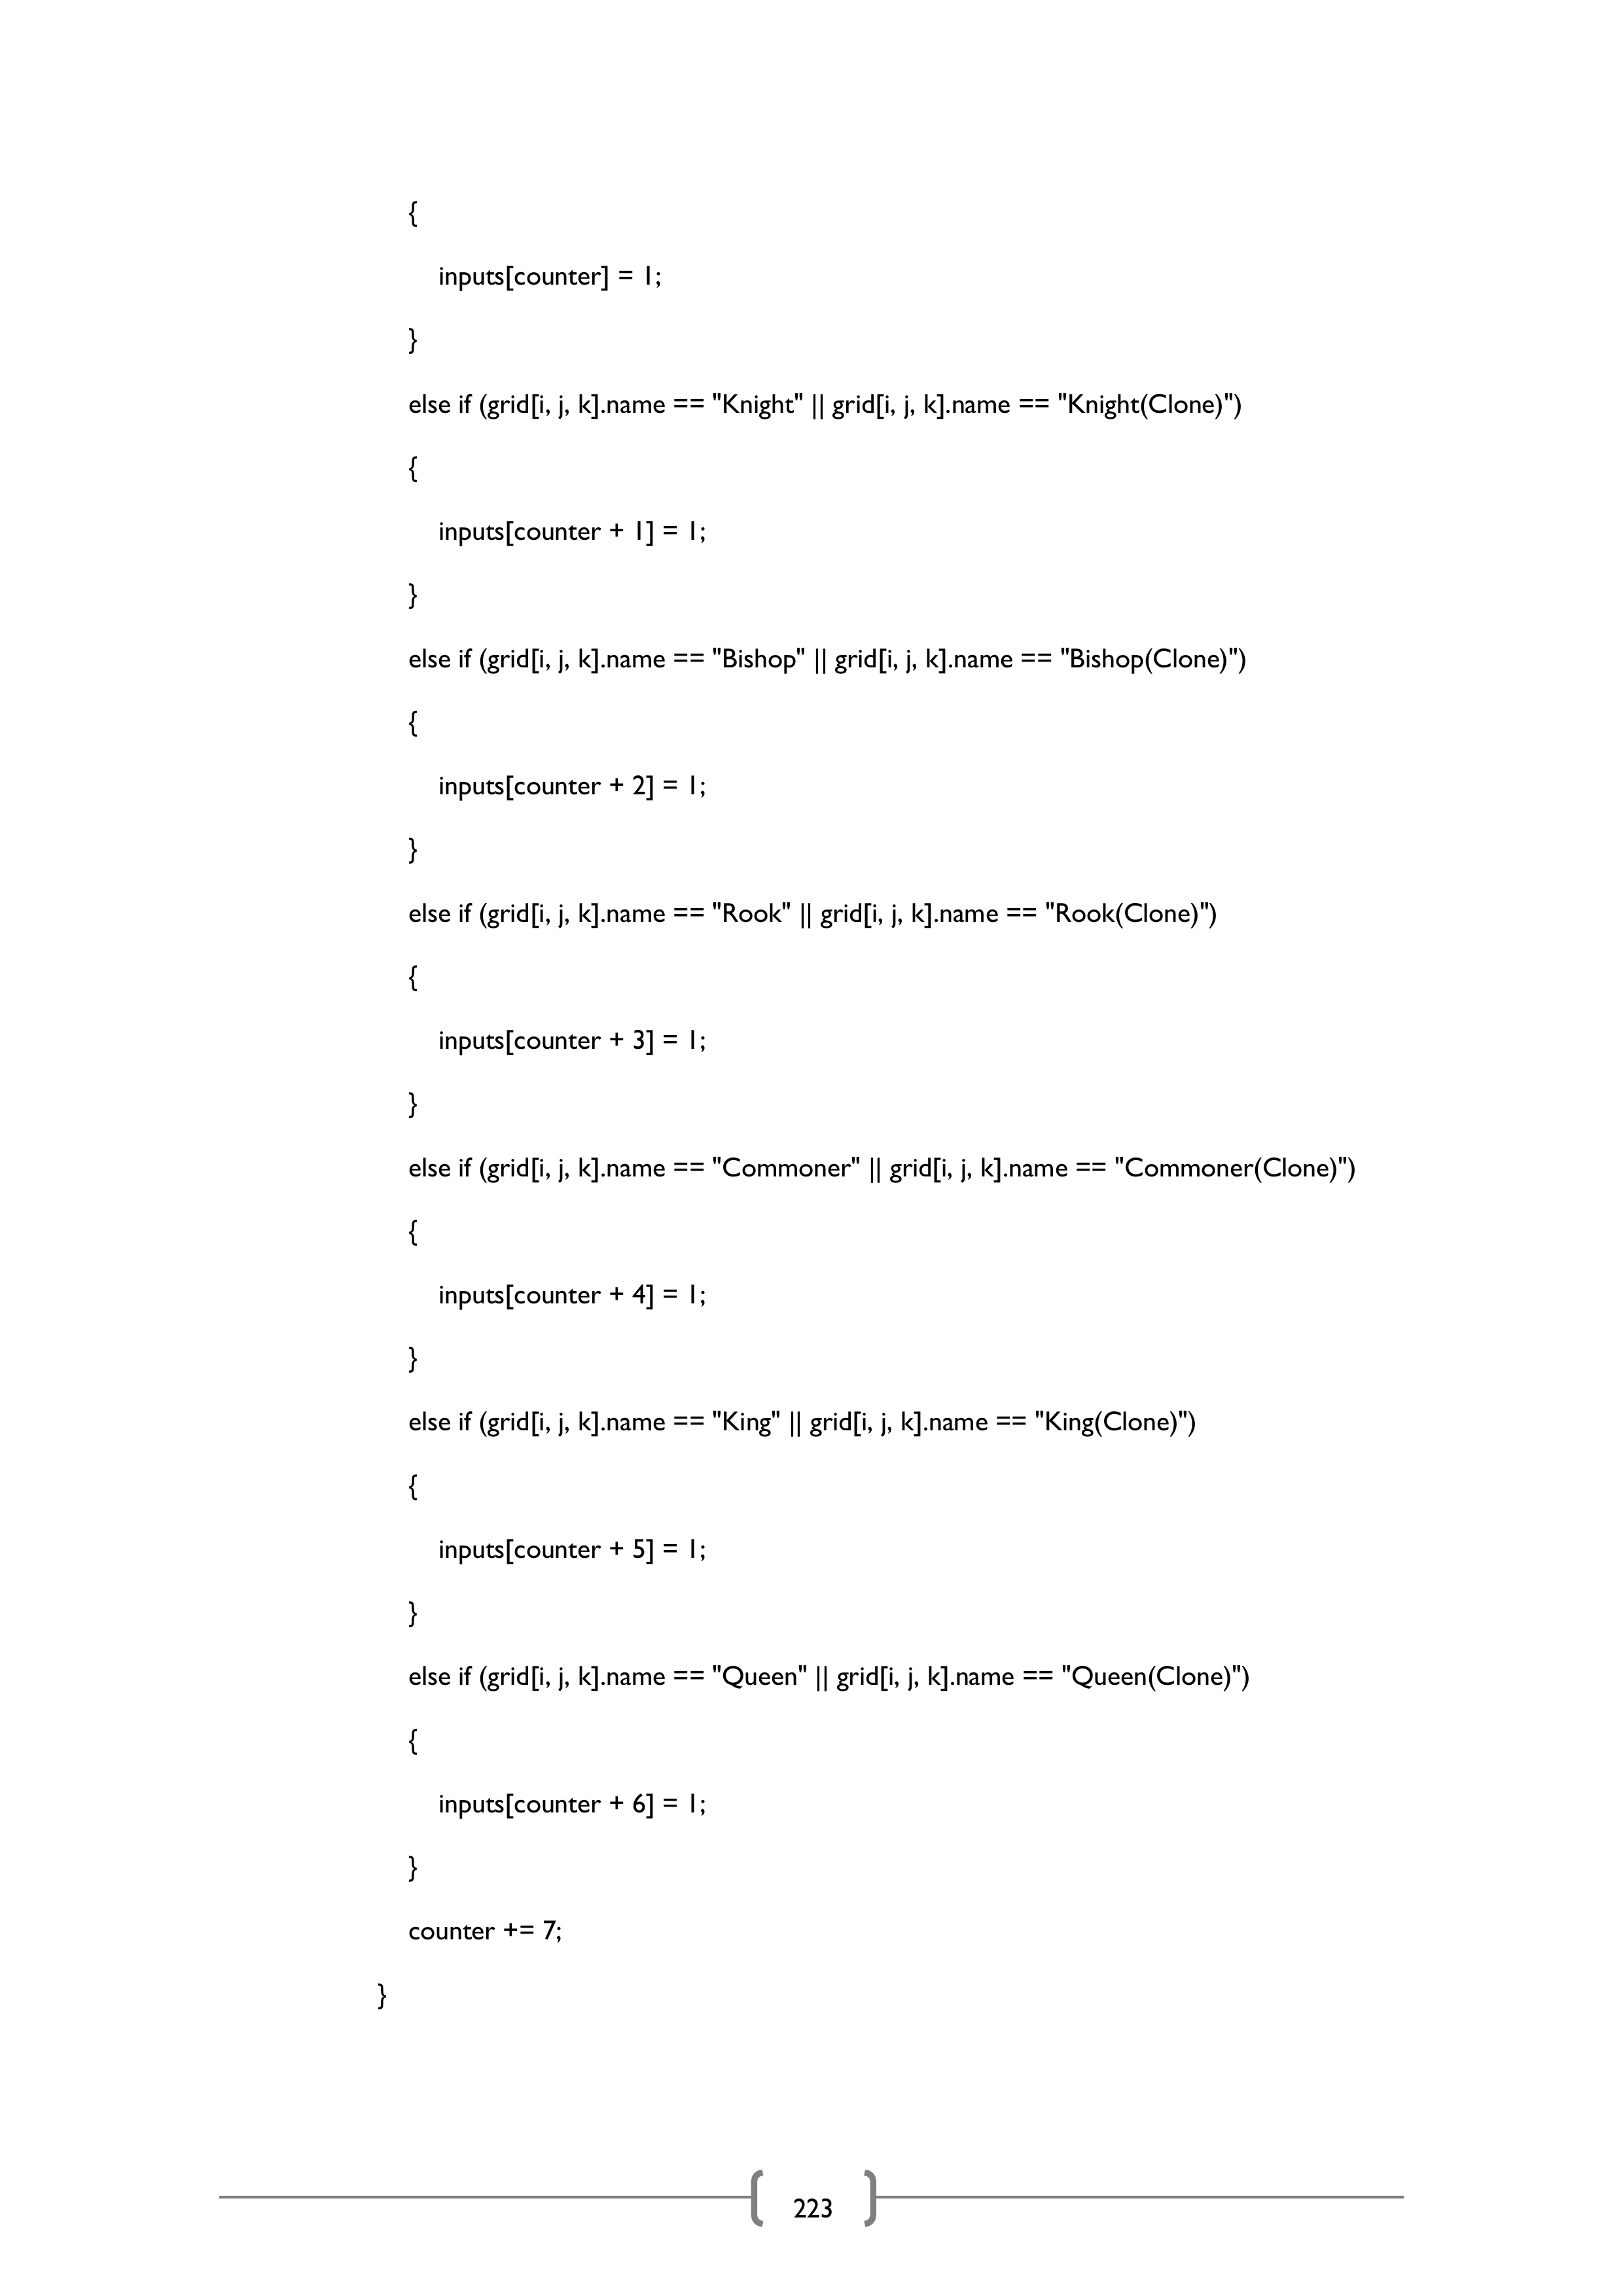 {
inputs[counter] = 1;
}
else if (grid[i, j, k].name == "Knight" || grid[i, j, k].name == "Knight(Clone)")
{
inputs[counter + 1] = 1;
}
else if (grid[i, j, k].name == "Bishop" || grid[i, j, k].name == "Bishop(Clone)")
{
inputs[counter + 2] = 1;
}
else if (grid[i, j, k].name == "Rook" || grid[i, j, k].name == "Rook(Clone)")
{
inputs[counter + 3] = 1;
}
else if (grid[i, j, k].name == "Commoner" || grid[i, j, k].name == "Commoner(Clone)")
{
inputs[counter + 4] = 1;
}
else if (grid[i, j, k].name == "King" || grid[i, j, k].name == "King(Clone)")
{
inputs[counter + 5] = 1;
}
else if (grid[i, j, k].name == "Queen" || grid[i, j, k].name == "Queen(Clone)")
{
inputs[counter + 6] = 1;
}
counter += 7;
}
223